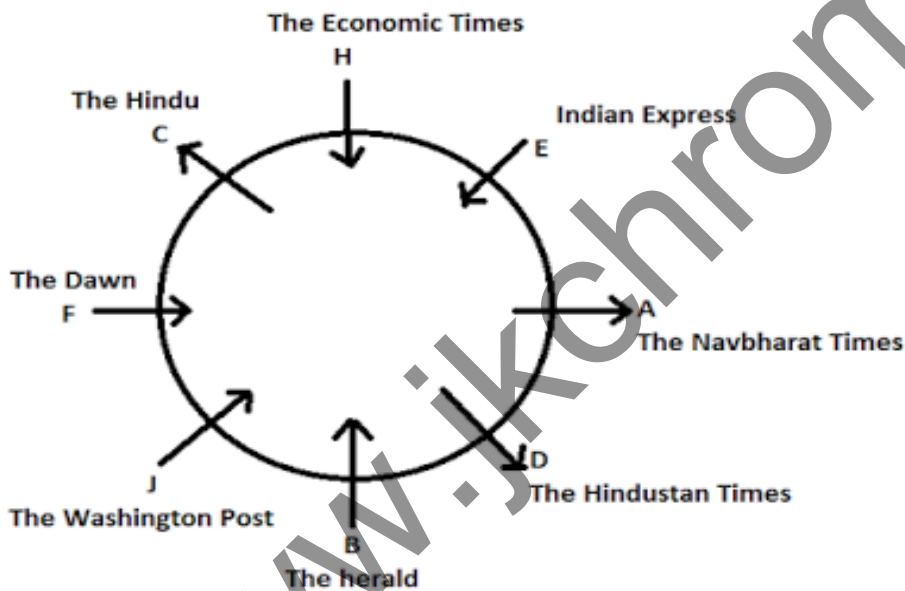 The Economic Times
H
The Hindu
C
Indian Express
E
The Dawn
F
A
The Navbharat Times
D
The Hindustan Times
J
The Washington Post
B
The herald
www.jkchrom